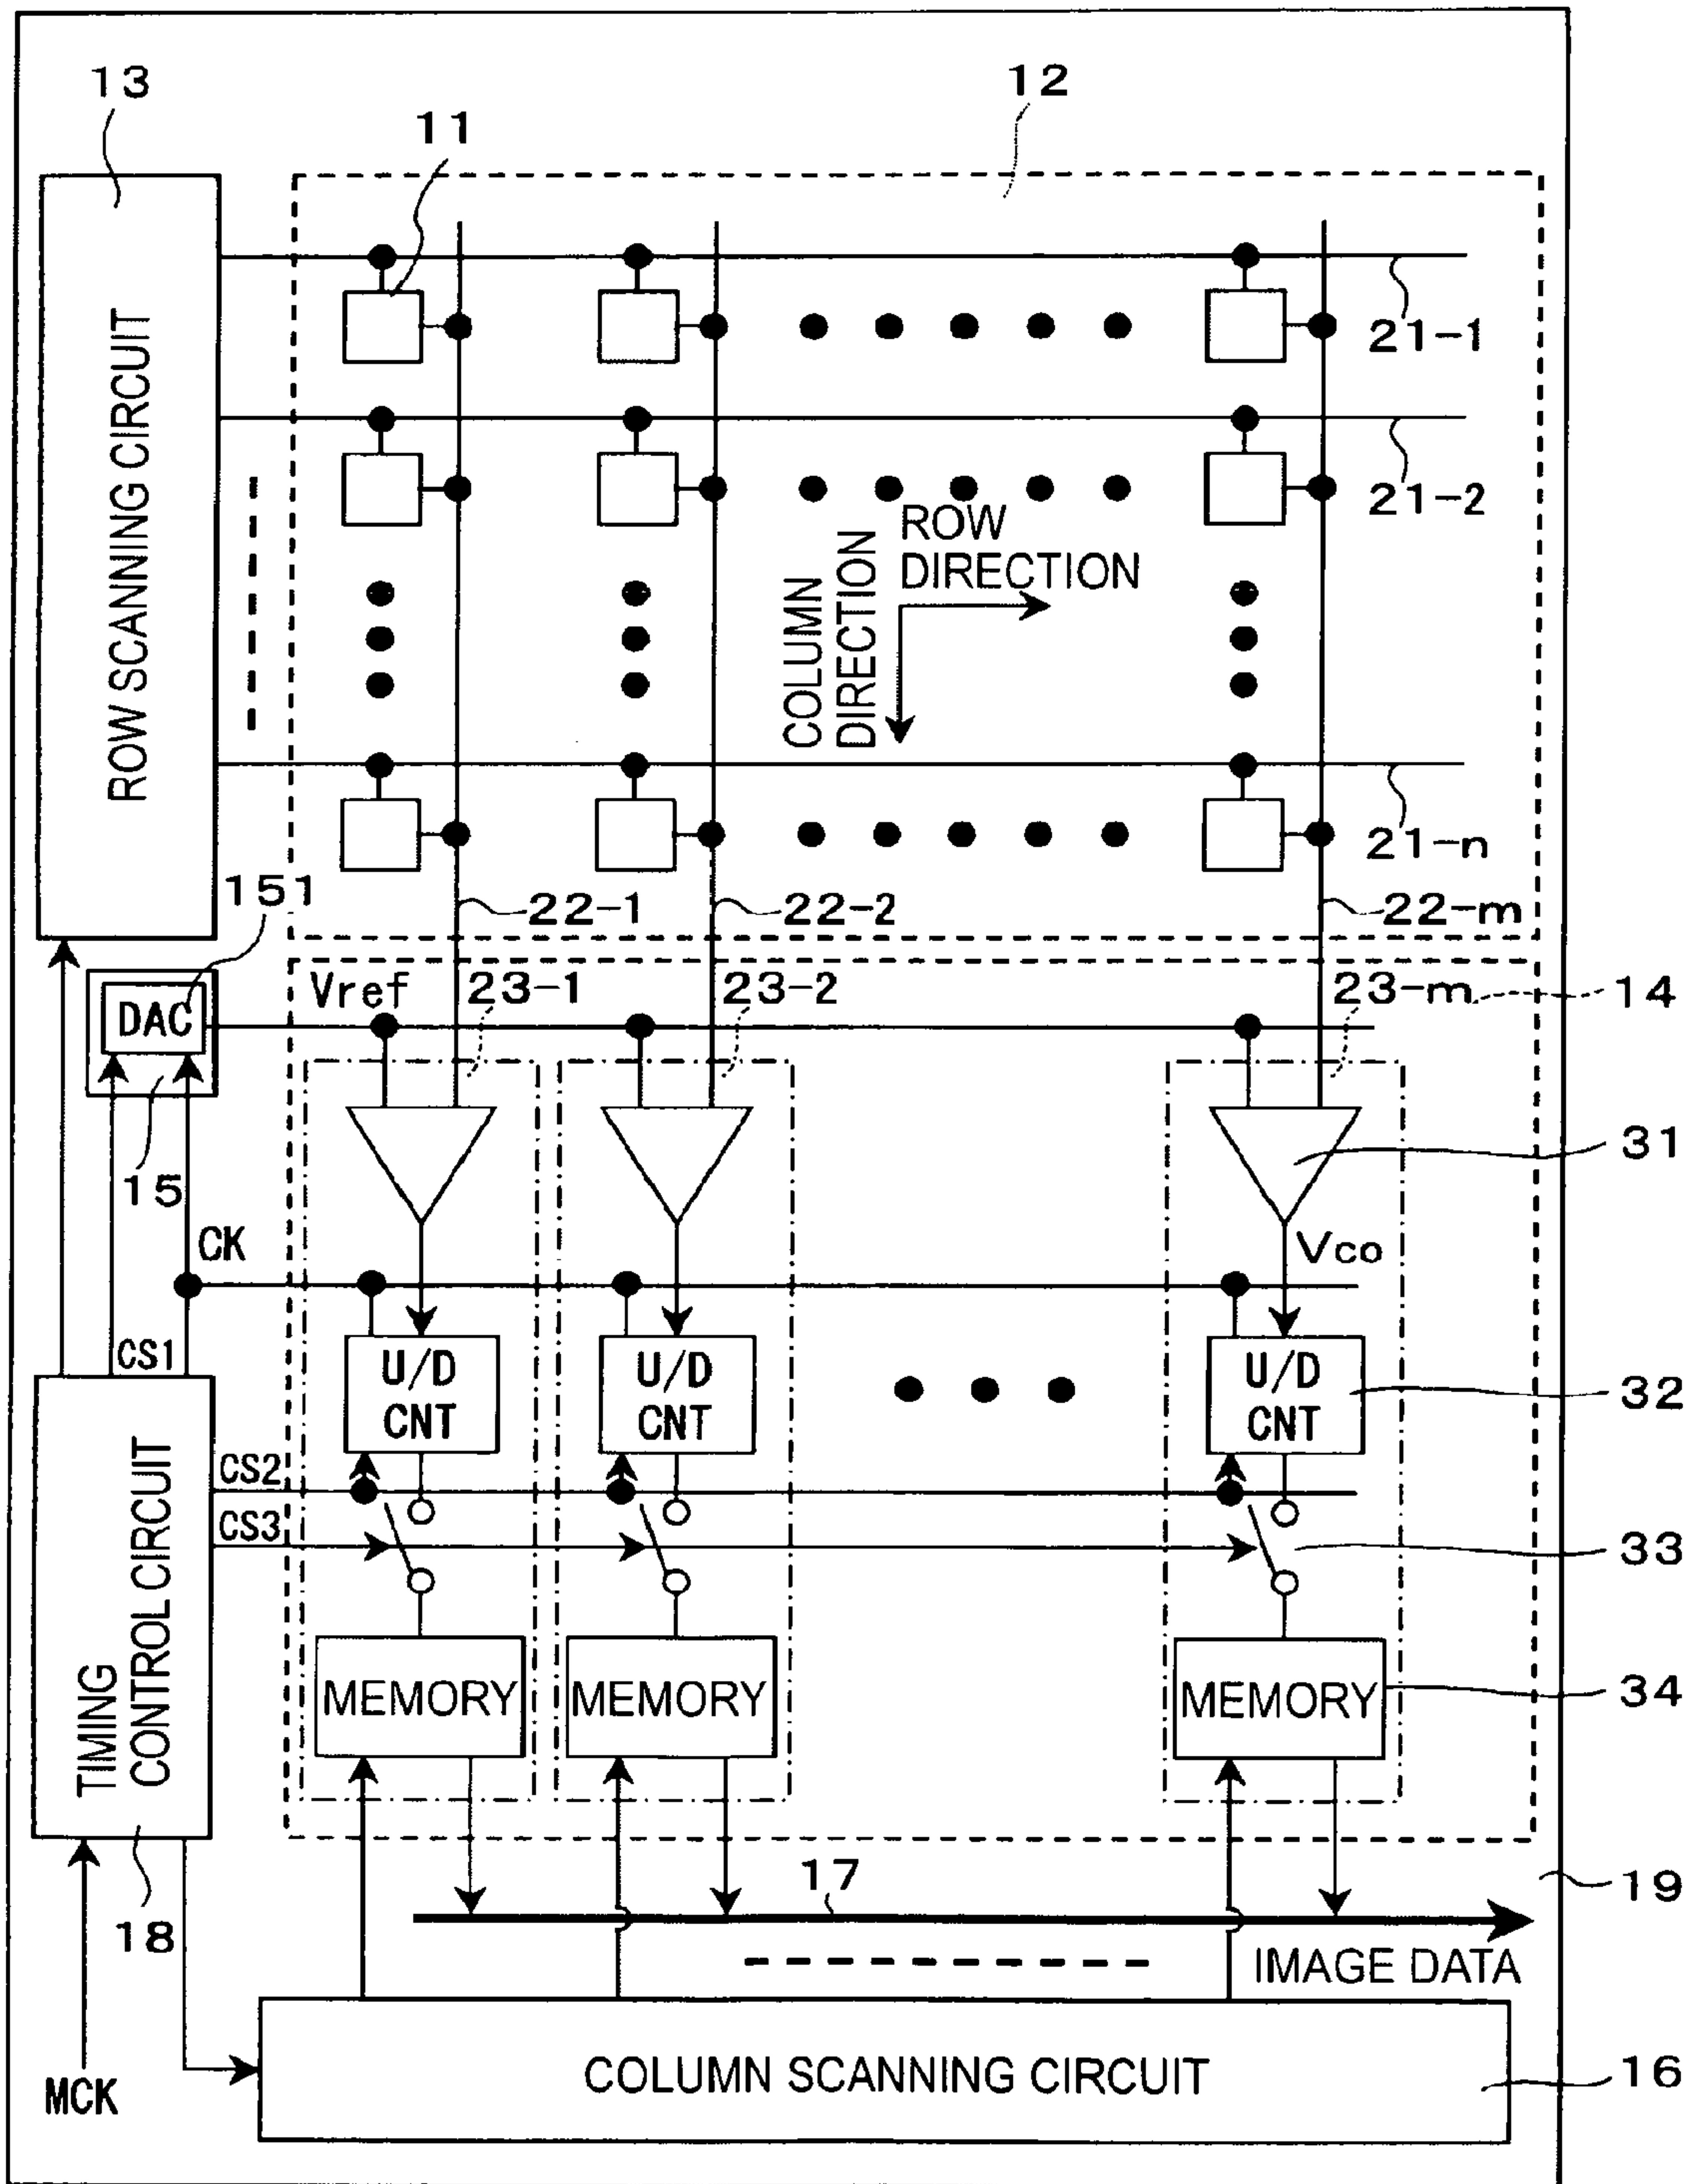 13
12
11
ROW SCANNING CIRCUIT
21-1
21-2
ROW
DIRECTION
COLUMN
DIRECTION
21-n
151
22-1
22-2
22-m
Vref
23-1
23-2
23-m
14
DAC
15
31
CK
Vco
CS1
U/D
CNT
U/D
CNT
U/D
CNT
32
CS2
CS3
33
TIMING
CONTROL CIRCUIT
MEMORY
MEMORY
MEMORY
34
17
19
18
IMAGE DATA
MCK
COLUMN SCANNING CIRCUIT
16